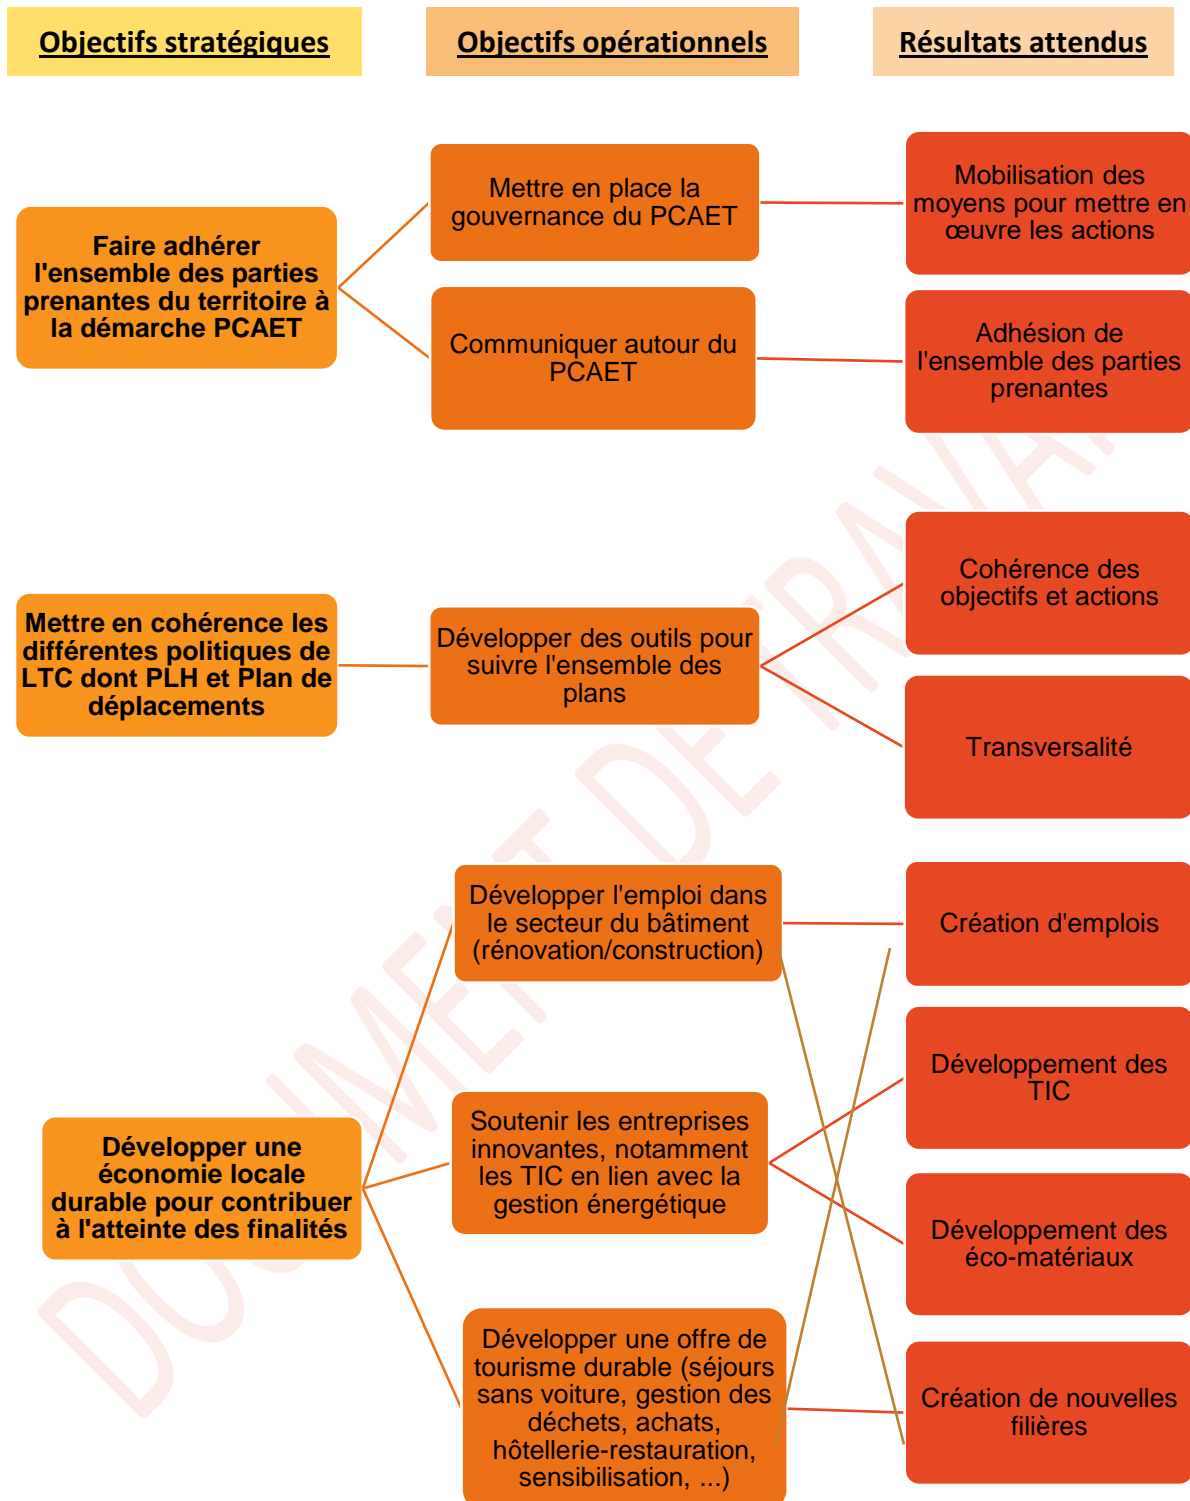 Objectifs stratégiques
Objectifs opérationnels
Résultats attendus
Faire adhérer
l'ensemble des parties
prenantes du territoire à
la démarche PCAET
Mettre en place la
gouvernance du PCAET
Mobilisation des
moyens pour mettre en
œuvre les actions
Communiquer autour du
PCAET
Adhésion de
l'ensemble des parties
prenantes
Mettre en cohérence les
différentes politiques de
LTC dont PLH et Plan de
déplacements
Développer des outils pour
suivre l'ensemble des
plans
Cohérence des
objectifs et actions
Transversalité
Développer une
économie locale
durable pour contribuer
à l'atteinte des finalités
Développer l'emploi dans
le secteur du bâtiment
(rénovation/construction)
Création d'emplois
Soutenir les entreprises
innovantes, notamment
les TIC en lien avec la
gestion énergétique
Développement des
TIC
Développement des
éco-matériaux
Développer une offre de
tourisme durable (séjours
sans voiture, gestion des
déchets, achats,
hôtellerie-restauration,
sensibilisation, ...)
Création de nouvelles
filières
DOCUMENT DE TRAVAIL